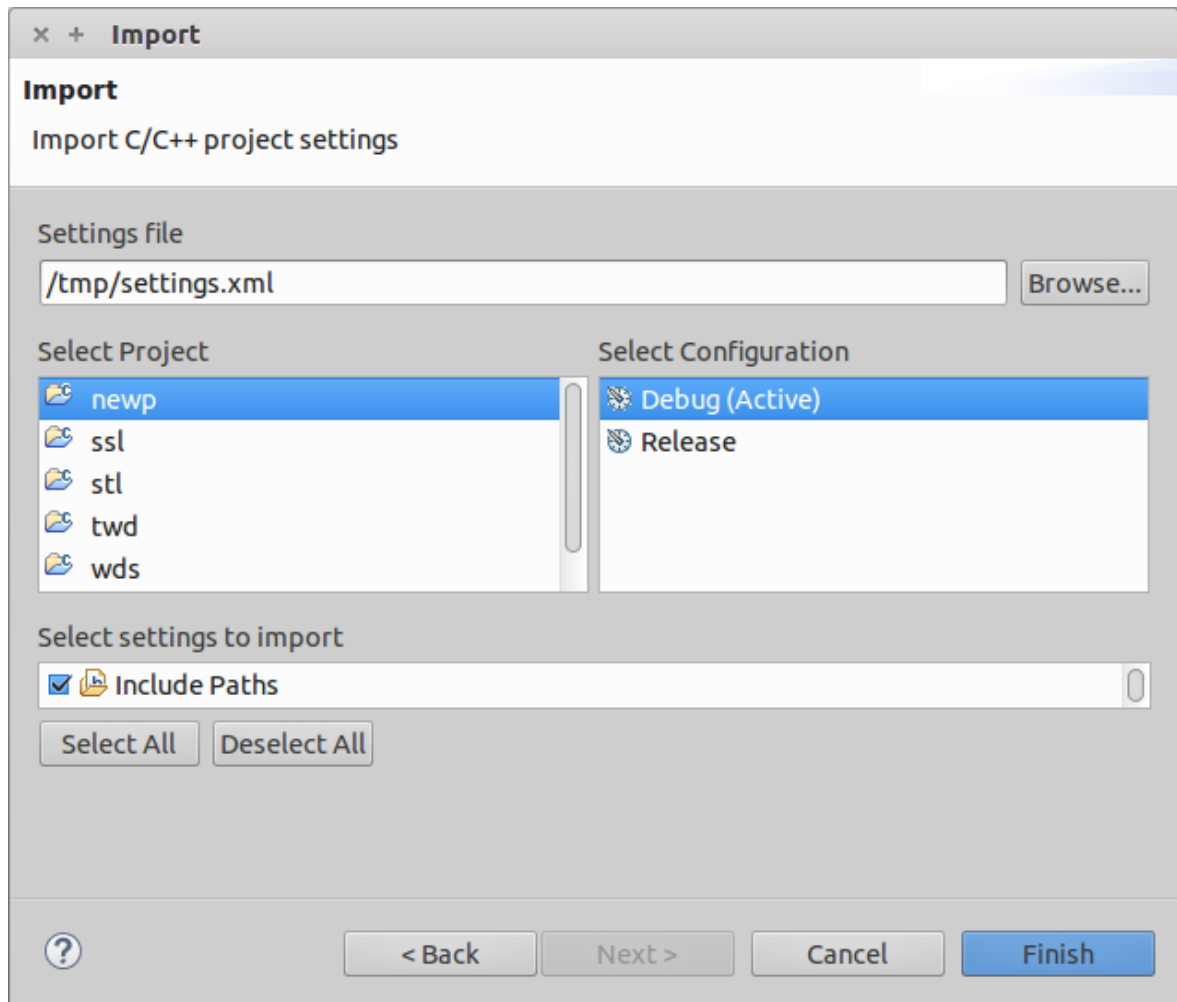 Import
Import
Import C/C++ project settings
Settings file
/tmp/settings.xml
Browse...
Select Project
Select Configuration
newp
ssl
stl
twd
wds
Debug (Active)
Release
Select settings to import
Include Paths
Select All
Deselect All
< Back
Next >
Cancel
Finish